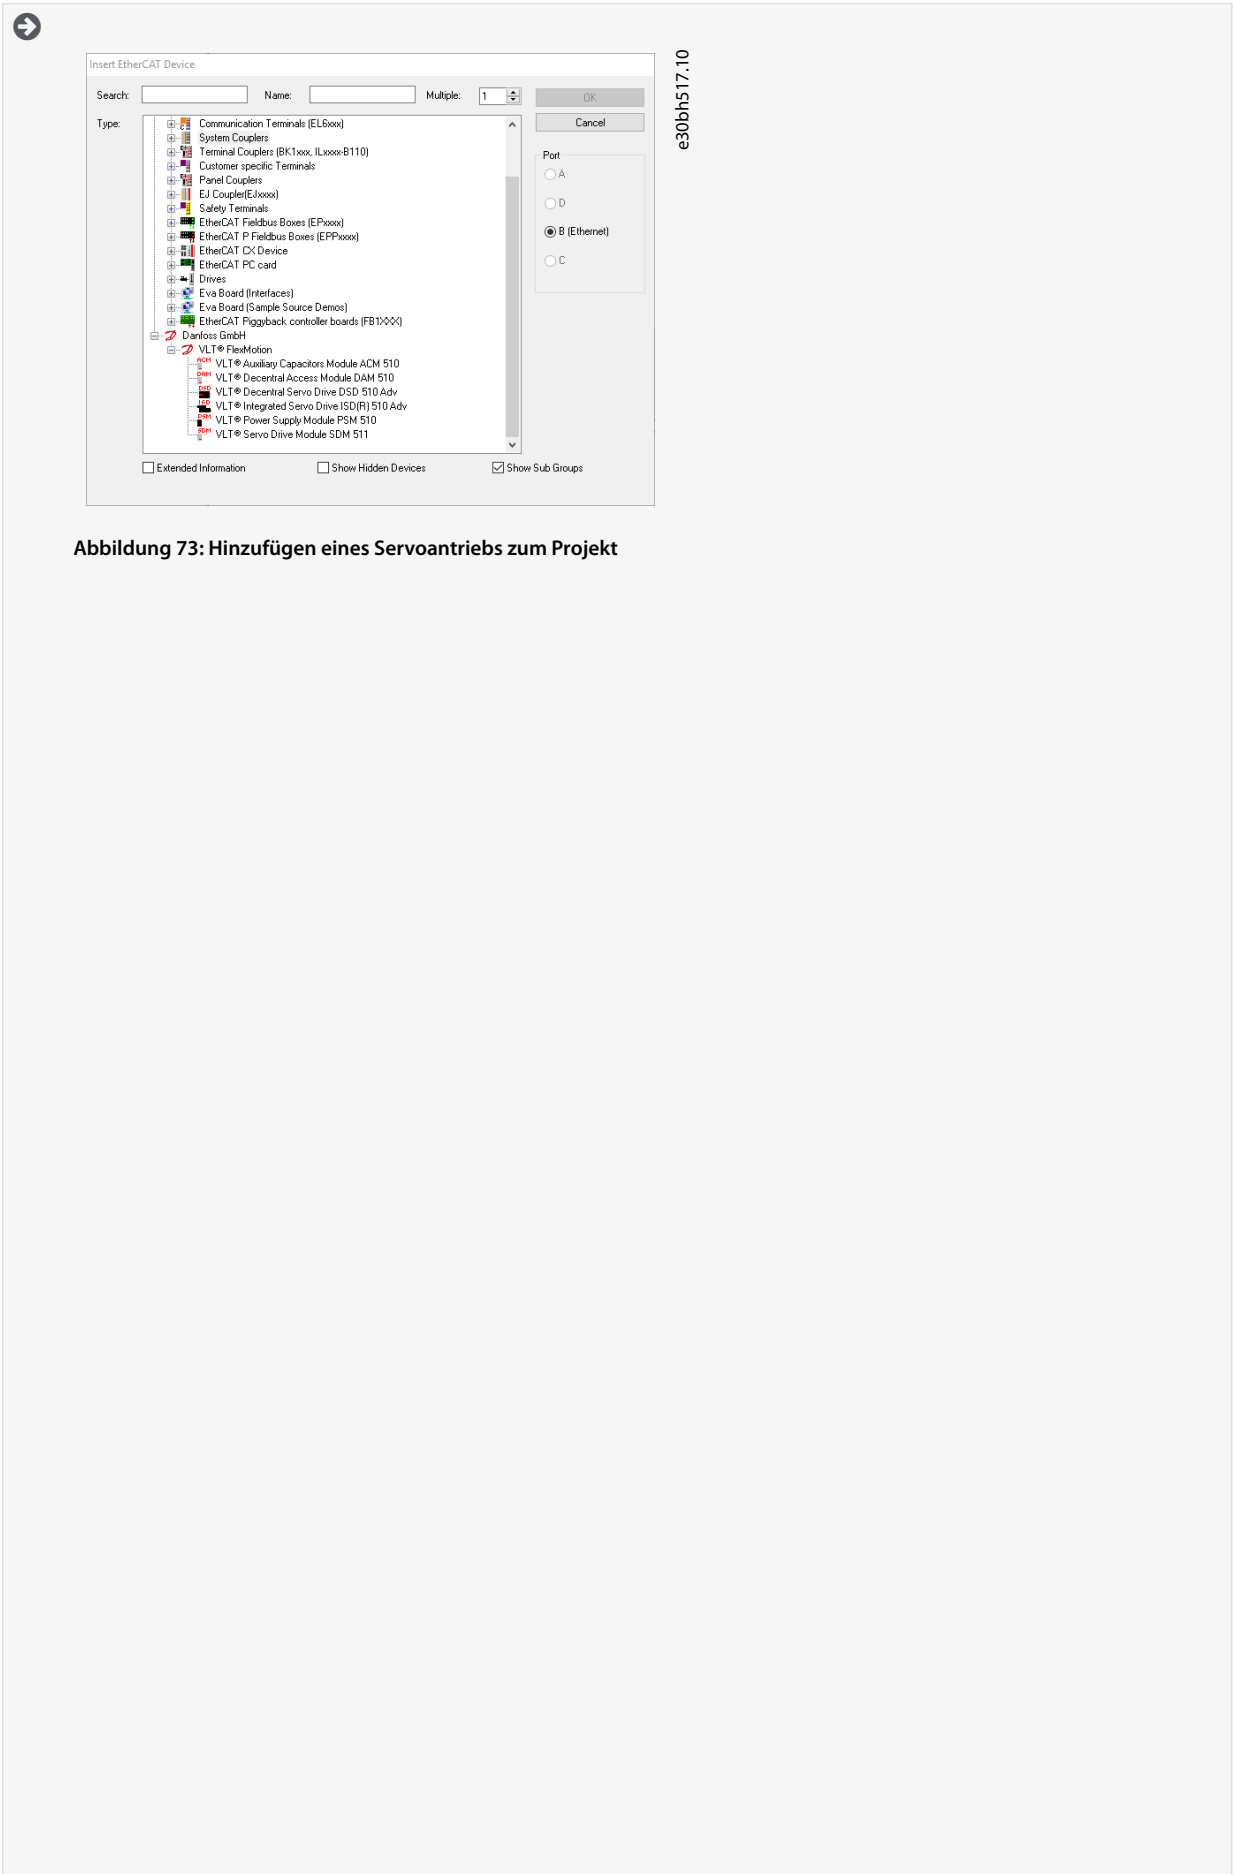 Insert EtherCAT Device
Search: Name: Multiple: 1 OK
Type: Cancel
Communication Terminals (EL6xxx)
System Couplers
Terminal Couplers (BK1xxx, ILxxxx-B110)
Customer specific Terminals
Panel Couplers
EJ Coupler(EJxxxx)
Safety Terminals
EtherCAT Fieldbus Boxes (EPxxxx)
EtherCAT P Fieldbus Boxes (EPPxxxx)
EtherCAT CX Device
EtherCAT PC card
Drives
Eva Board (Interfaces)
Eva Board (Sample Source Demos)
EtherCAT Piggyback controller boards (FB1XXX)
Danfoss GmbH
VLT® FlexMotion
ACM VLT® Auxiliary Capacitors Module ACM 510
DAM VLT® Decentral Access Module DAM 510
DSD VLT® Decentral Servo Drive DSD 510 Adv
ISD VLT® Integrated Servo Drive ISD(R) 510 Adv
PSM VLT® Power Supply Module PSM 510
SDM VLT® Servo Drive Module SDM 511
Port
A
D
B (Ethernet)
C
Extended Information Show Hidden Devices Show Sub Groups
e30bh517.10
Abbildung 73: Hinzufügen eines Servoantriebs zum Projekt